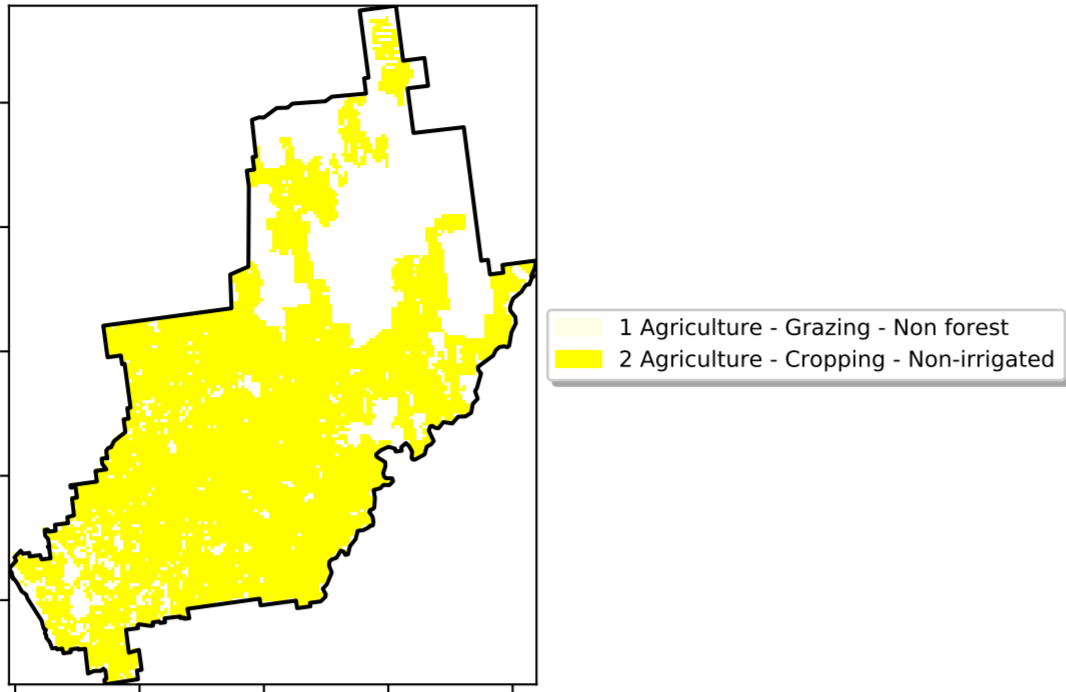 1 Agriculture - Grazing - Non forest
2 Agriculture - Cropping - Non-irrigated